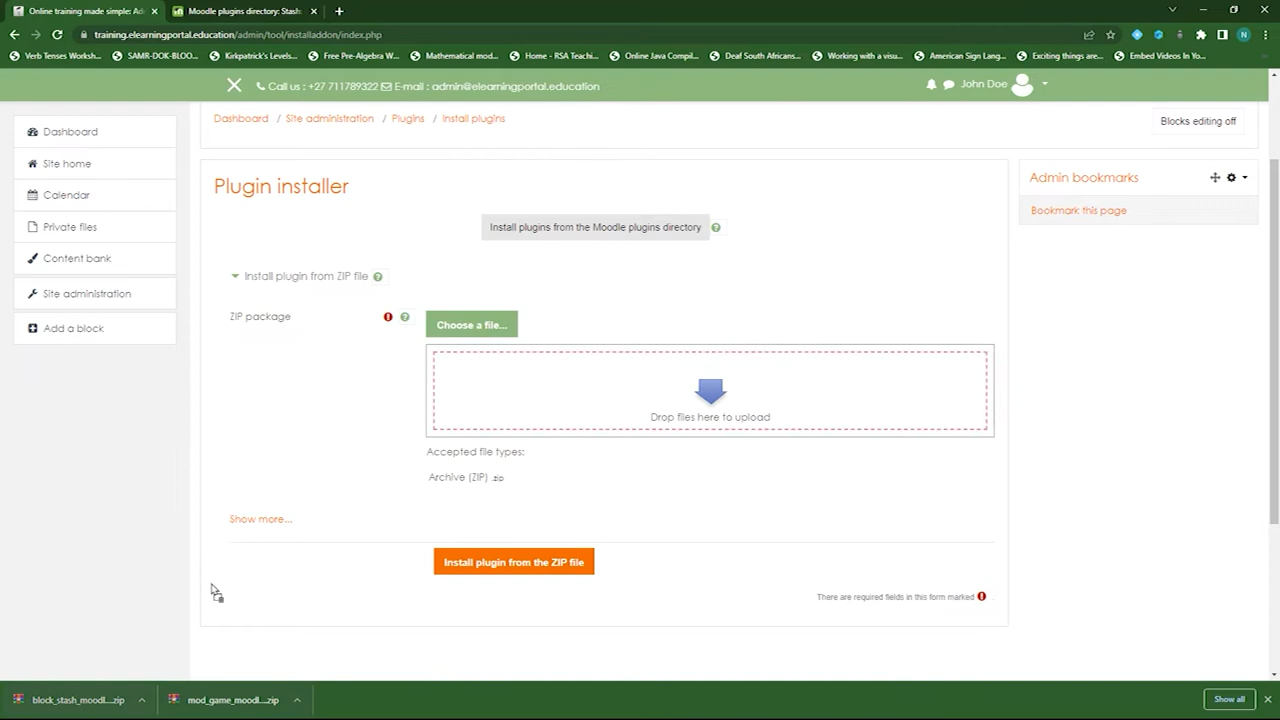 Online training made simple: Ad
Moodle plugins directory: Stash
training.elearningportal.education/admin/tool/installaddon/index.php
Verb Tenses Worksh...
SAMR-DOK-BLOO...
Kirkpatrick's Levels...
Free Pre-Algebra W...
Mathematical mod...
Home - RSA Teachi...
Online Java Compil...
Deaf South African...
Working with a visu...
American Sign Lang...
Exciting things are...
Embed Videos In Yo...
Call us : +27 711789322 E-mail : admin@elearningportal.education
John Doe
Dashboard / Site administration / Plugins / Install plugins
Blocks editing off
Dashboard
Site home
Calendar
Private files
Content bank
Site administration
Add a block
Plugin installer
Install plugins from the Moodle plugins directory
Install plugin from ZIP file
ZIP package
Choose a file...
Drop files here to upload
Accepted file types:
Archive (ZIP) .zip
Show more...
Install plugin from the ZIP file
There are required fields in this form marked
Admin bookmarks
Bookmark this page
block_stash_moodl....zip
mod_game_moodl....zip
Show all